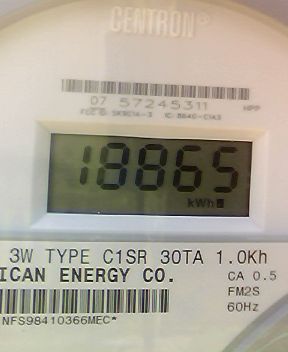 CENTRON®
07 57245311
18865
kWh
3W TYPE C1SR 30TA 1.0Kh
ICAN ENERGY CO.
CA 0.5
FM2S
60Hz
NFS98410366MEC*